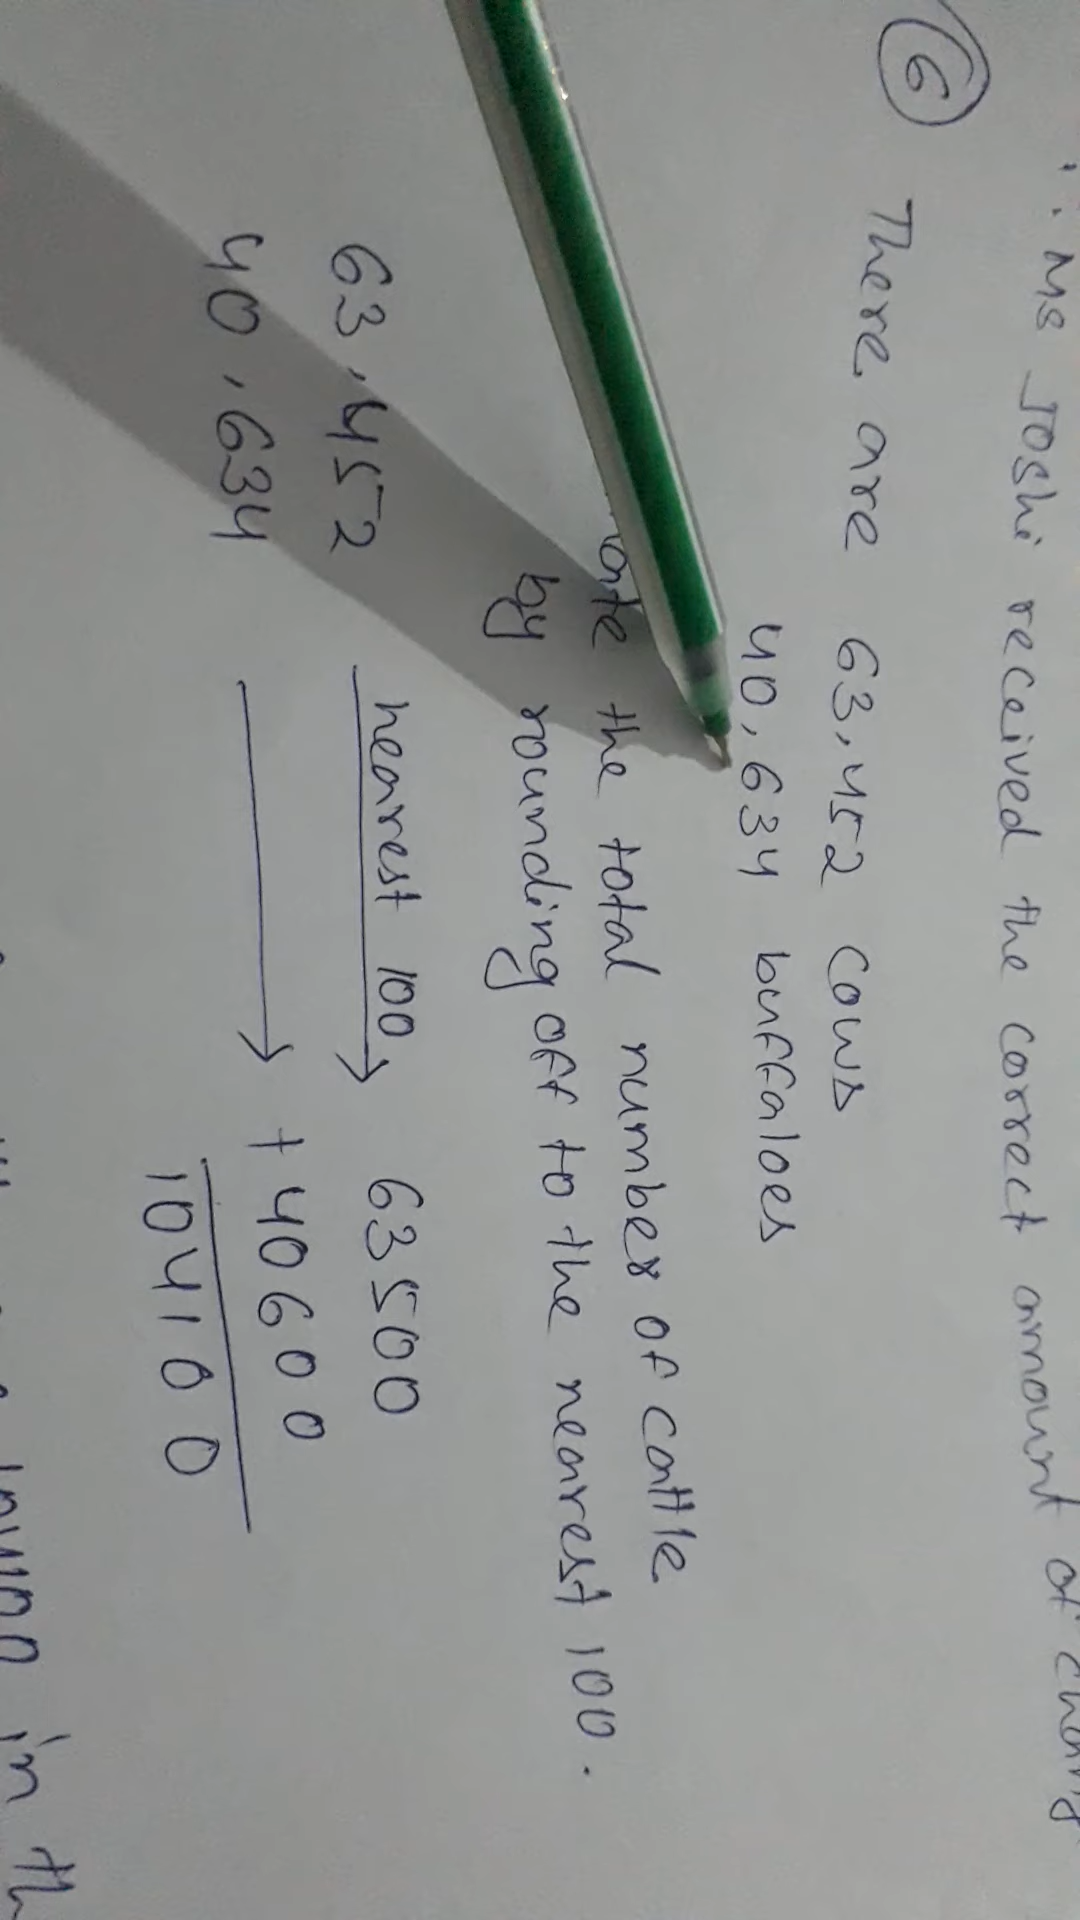 ∴ Ms Joshi received the correct amount of
⑥ There are 63,452 cows
40,634 buffaloes
the total number of cattle
by rounding off to the nearest 100.
63,452 nearest 100 → 63500
40,634 → + 40600
104100
in